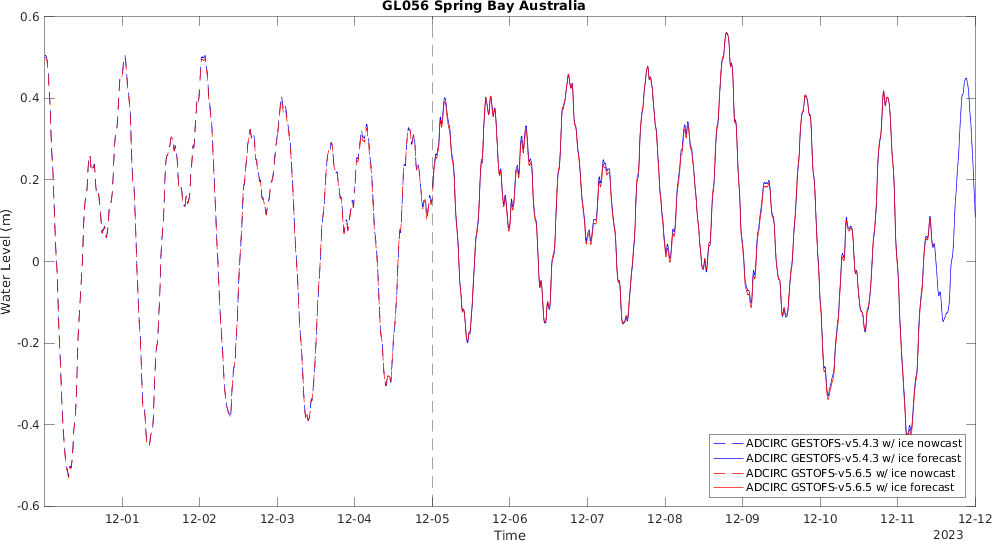 GL056 Spring Bay Australia
Water Level (m)
0.6
0.4
0.2
0
-0.2
-0.4
-0.6
12-01 12-02 12-03 12-04 12-05 12-06 12-07 12-08 12-09 12-10 12-11 12-12
Time
2023
ADCIRC GESTOFS-v5.4.3 w/ ice nowcast
ADCIRC GESTOFS-v5.4.3 w/ ice forecast
ADCIRC GSTOFS-v5.6.5 w/ ice nowcast
ADCIRC GSTOFS-v5.6.5 w/ ice forecast